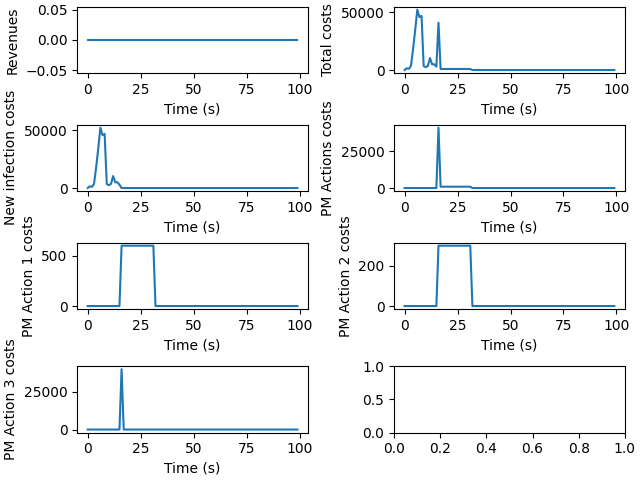 Revenues
0.05
0.00
−0.05
0 25 50 75 100
Time (s)
Total costs
50000
0
0 25 50 75 100
Time (s)
New infection costs
50000
0
0 25 50 75 100
Time (s)
PM Actions costs
25000
0
0 25 50 75 100
Time (s)
PM Action 1 costs
500
0
0 25 50 75 100
Time (s)
PM Action 2 costs
200
0
0 25 50 75 100
Time (s)
PM Action 3 costs
25000
0
0 25 50 75 100
Time (s)
1.0
0.5
0.0
0.0 0.2 0.4 0.6 0.8 1.0